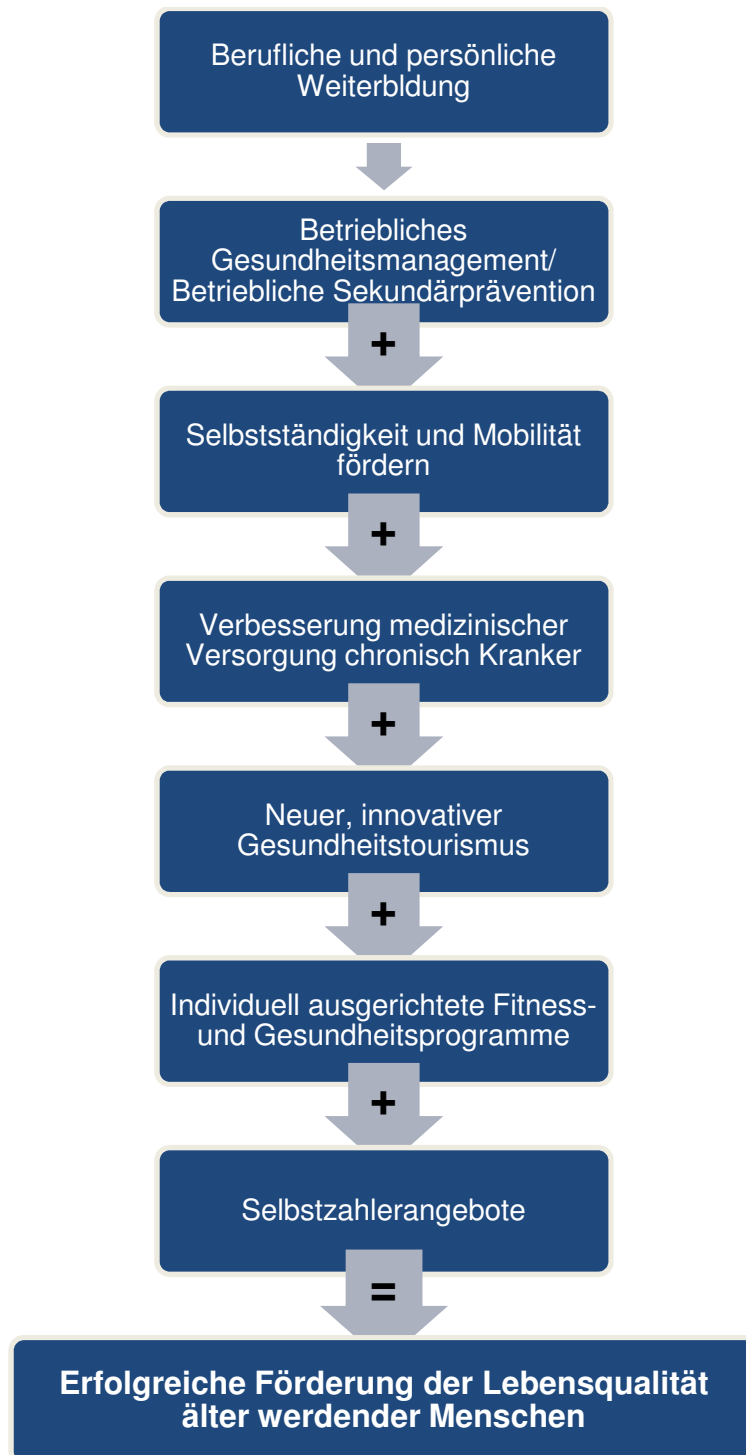 Berufliche und persönliche
Weiterbldung
Betriebliches
Gesundheitsmanagement/
Betriebliche Sekundärprävention
+
Selbstständigkeit und Mobilität
fördern
+
Verbesserung medizinischer
Versorgung chronisch Kranker
+
Neuer, innovativer
Gesundheitstourismus
+
Individuell ausgerichtete Fitness-
und Gesundheitsprogramme
+
Selbstzahlerangebote
=
Erfolgreiche Förderung der Lebensqualität
älter werdender Menschen